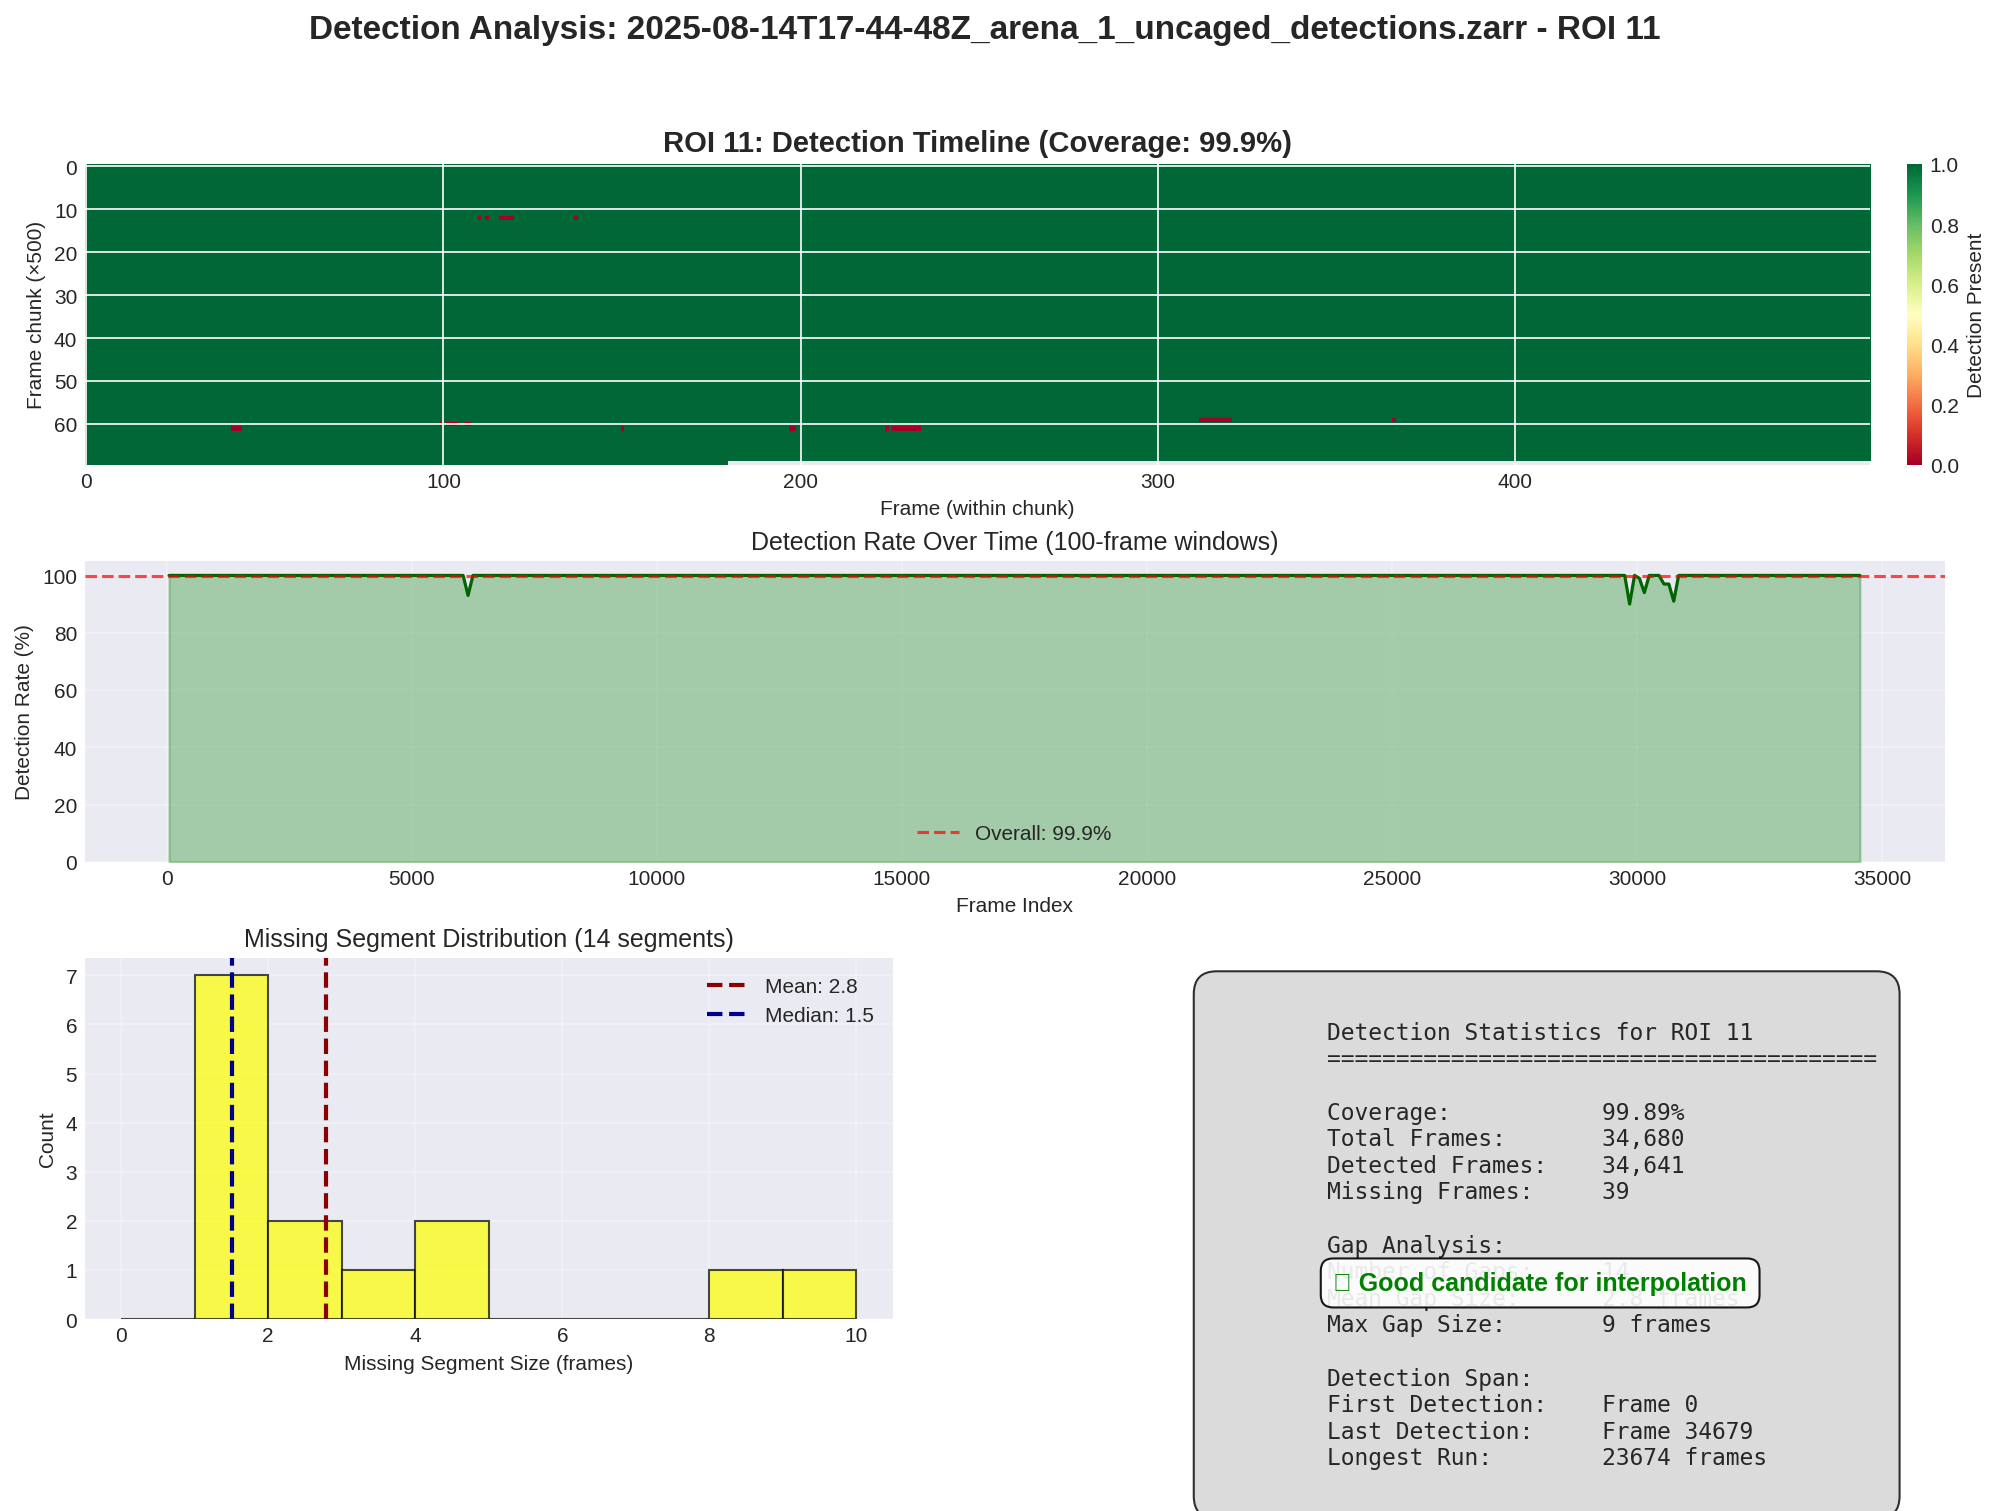 Detection Analysis: 2025-08-14T17-44-48Z_arena_1_uncaged_detections.zarr - ROI 11
ROI 11: Detection Timeline (Coverage: 99.9%)
Frame chunk (×500)
0
10
20
30
40
50
60
0 100 200 300 400
Frame (within chunk)
1.0
0.8
0.6
0.4
0.2
0.0
Detection Present
Detection Rate Over Time (100-frame windows)
Detection Rate (%)
100
80
60
40
20
0
Overall: 99.9%
0 5000 10000 15000 20000 25000 30000 35000
Frame Index
Missing Segment Distribution (14 segments)
Count
7
6
5
4
3
2
1
0
Mean: 2.8
Median: 1.5
0 2 4 6 8 10
Missing Segment Size (frames)
Detection Statistics for ROI 11
========================================
Coverage: 99.89%
Total Frames: 34,680
Detected Frames: 34,641
Missing Frames: 39
Gap Analysis:
Number of Gaps: 14
Good candidate for interpolation
Mean Gap Size: 2.8 frames
Max Gap Size: 9 frames
Detection Span:
First Detection: Frame 0
Last Detection: Frame 34679
Longest Run: 23674 frames